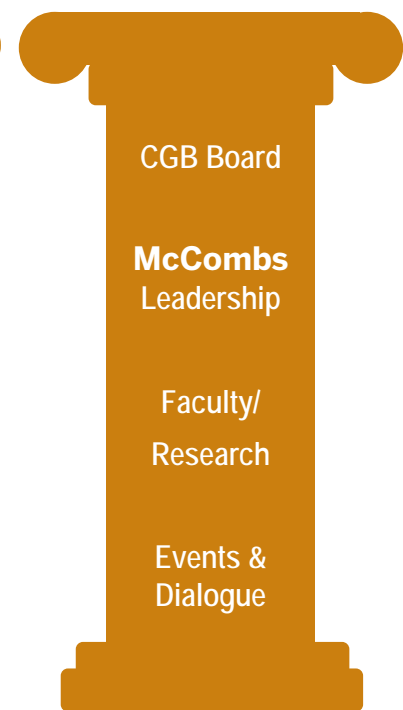 CGB Board
McCombs
Leadership
Faculty/
Research
Events &
Dialogue